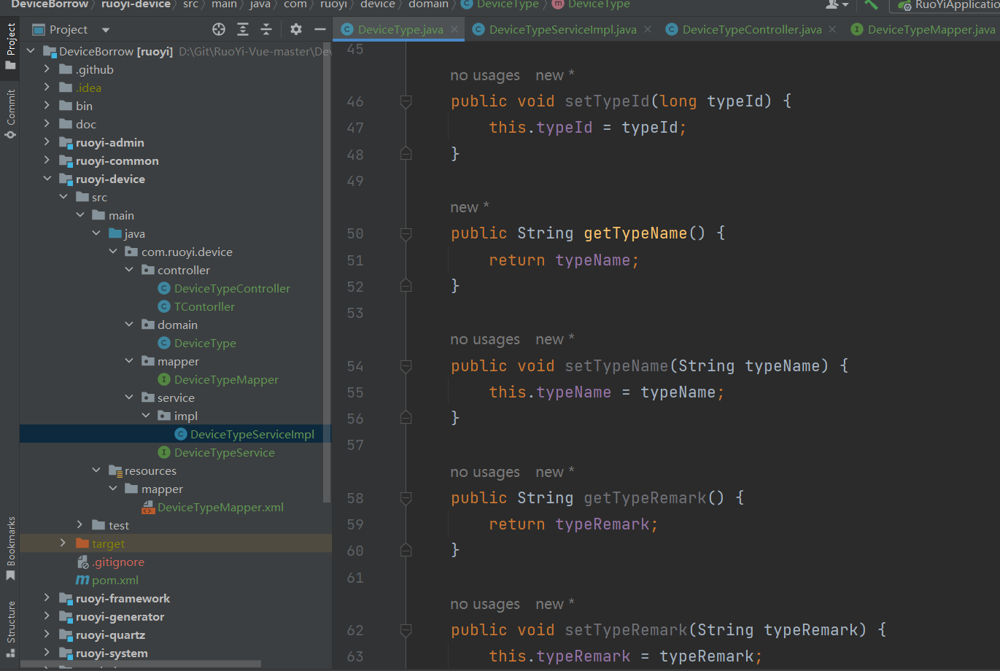 DeviceBorrow
ruoyi-device
src
main
java
com
ruoyi
device
domain
DeviceType
DeviceType
RuoYiApplicatio
Project
Commit
Bookmarks
Structure
Project
DeviceBorrow [ruoyi] D:\Git\RuoYi-Vue-master\Dev
.github
.idea
bin
doc
ruoyi-admin
ruoyi-common
ruoyi-device
src
main
java
com.ruoyi.device
controller
DeviceTypeController
TContorller
domain
DeviceType
mapper
DeviceTypeMapper
service
impl
DeviceTypeServiceImpl
DeviceTypeService
resources
mapper
DeviceTypeMapper.xml
test
target
.gitignore
pom.xml
ruoyi-framework
ruoyi-generator
ruoyi-quartz
ruoyi-system
DeviceType.java
DeviceTypeServiceImpl.java
DeviceTypeController.java
DeviceTypeMapper.java
45
no usages new *
46 public void setTypeId(long typeId) {
47 this.typeId = typeId;
48 }
49
new *
50 public String getTypeName() {
51 return typeName;
52 }
53
no usages new *
54 public void setTypeName(String typeName) {
55 this.typeName = typeName;
56 }
57
no usages new *
58 public String getTypeRemark() {
59 return typeRemark;
60 }
61
no usages new *
62 public void setTypeRemark(String typeRemark) {
63 this.typeRemark = typeRemark;